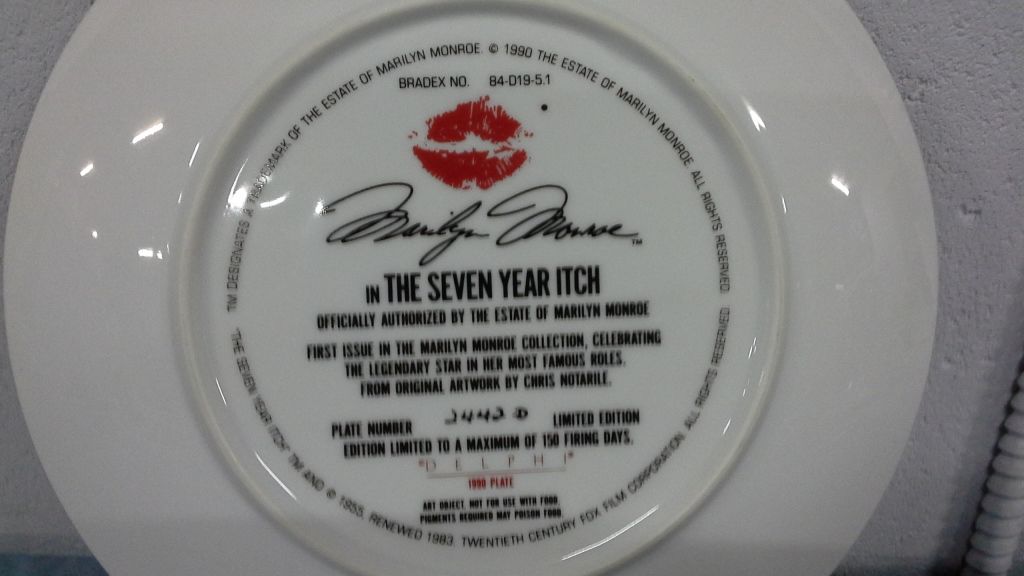 TM DESIGNATES A TRADEMARK OF THE ESTATE OF MARILYN MONROE. © 1990 THE ESTATE OF MARILYN MONROE. ALL RIGHTS RESERVED.
BRADEX NO. 84-D19-5.1
Marilyn Monroe™
IN THE SEVEN YEAR ITCH
OFFICIALLY AUTHORIZED BY THE ESTATE OF MARILYN MONROE
FIRST ISSUE IN THE MARILYN MONROE COLLECTION, CELEBRATING
THE LEGENDARY STAR IN HER MOST FAMOUS ROLES.
FROM ORIGINAL ARTWORK BY CHRIS NOTARILE.
PLATE NUMBER 2442 D LIMITED EDITION
EDITION LIMITED TO A MAXIMUM OF 150 FIRING DAYS.
"DELPHI"
1990 PLATE
ART OBJECT. NOT FOR USE WITH FOOD.
PIGMENTS REQUIRED MAY POISON FOOD.
"THE SEVEN YEAR ITCH" TM AND © 1955, RENEWED 1983, TWENTIETH CENTURY FOX FILM CORPORATION. ALL RIGHTS RESERVED.